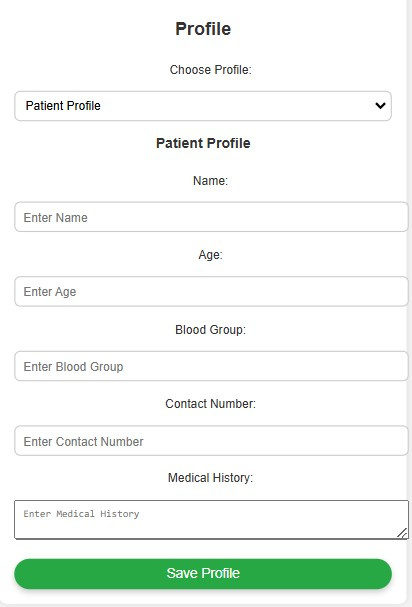 Profile
Choose Profile:
Patient Profile
Patient Profile
Name:
Enter Name
Age:
Enter Age
Blood Group:
Enter Blood Group
Contact Number:
Enter Contact Number
Medical History:
Enter Medical History
Save Profile